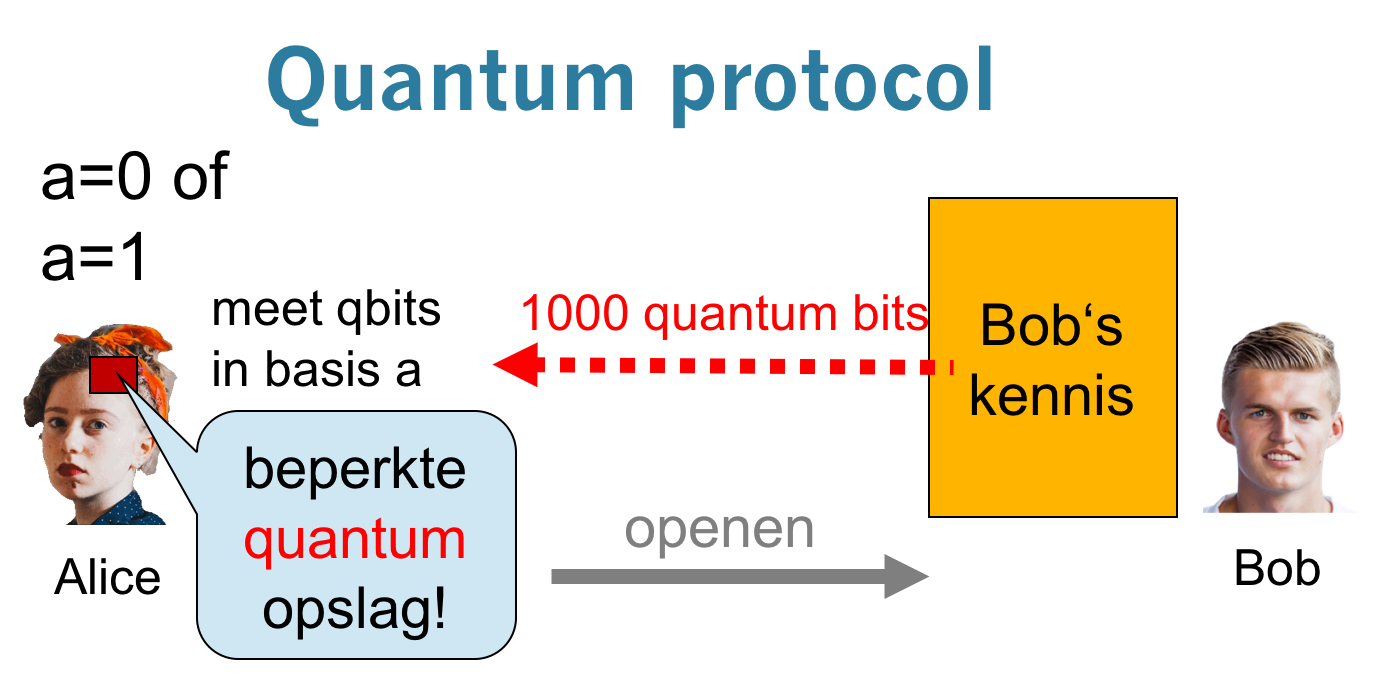 Quantum protocol
a=0 of
a=1
meet qbits
in basis a
1000 quantum bits
Bob‘s
kennis
beperkte
quantum
opslag!
openen
Alice
Bob